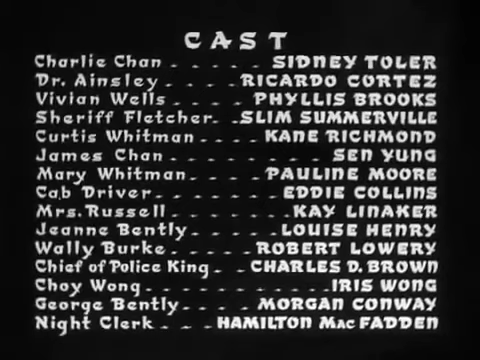 CAST
Charlie Chan . . . . . SIDNEY TOLER
Dr. Ainsley . . . . RICARDO CORTEZ
Vivian Wells . . . . PHYLLIS BROOKS
Sheriff Fletcher. . SLIM SUMMERVILLE
Curtis Whitman . . . . KANE RICHMOND
James Chan . . . . . . . SEN YUNG
Mary Whitman . . . . PAULINE MOORE
Cab Driver . . . . . . EDDIE COLLINS
Mrs. Russell . . . . . . KAY LINAKER
Jeanne Bently . . . . LOUISE HENRY
Wally Burke . . . . ROBERT LOWERY
Chief of Police King . . CHARLES D. BROWN
Choy Wong . . . . . . . . IRIS WONG
George Bently . . . . MORGAN CONWAY
Night Clerk . . . HAMILTON MAC FADDEN